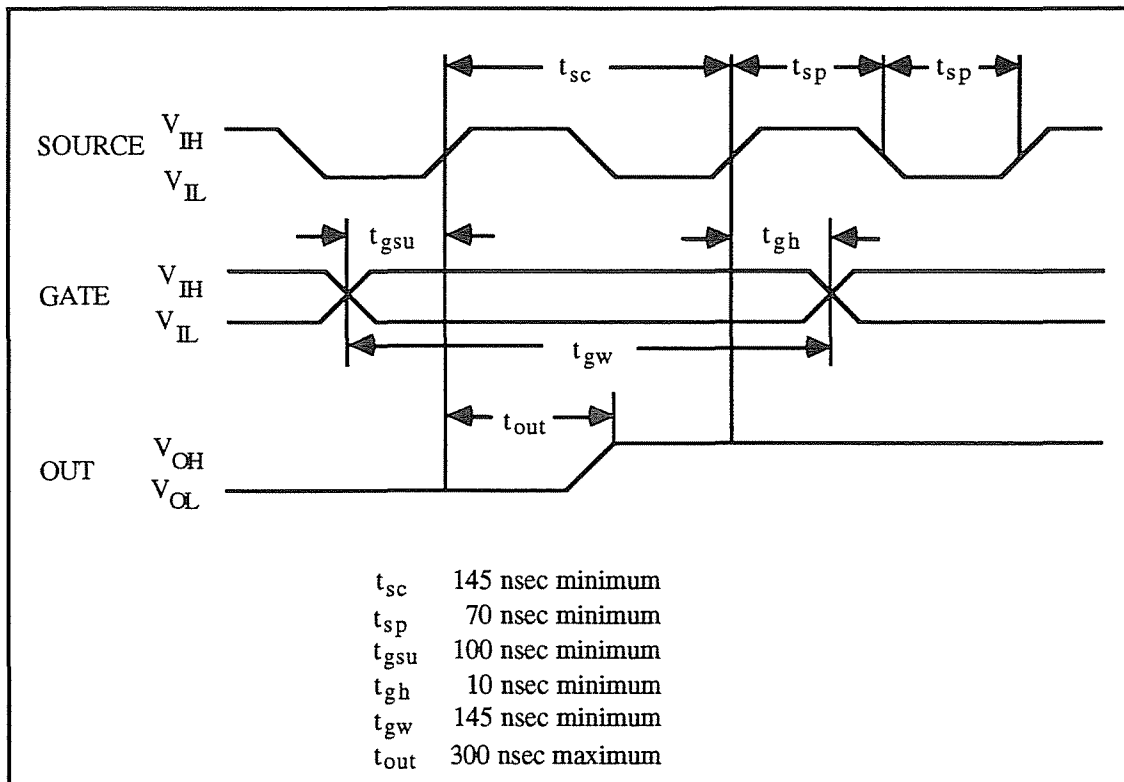 t_sc t_sp t_sp
SOURCE V_IH
V_IL
t_gsu t_gh
GATE V_IH
V_IL
t_gw
t_out
OUT V_OH
V_OL
t_sc 145 nsec minimum
t_sp 70 nsec minimum
t_gsu 100 nsec minimum
t_gh 10 nsec minimum
t_gw 145 nsec minimum
t_out 300 nsec maximum